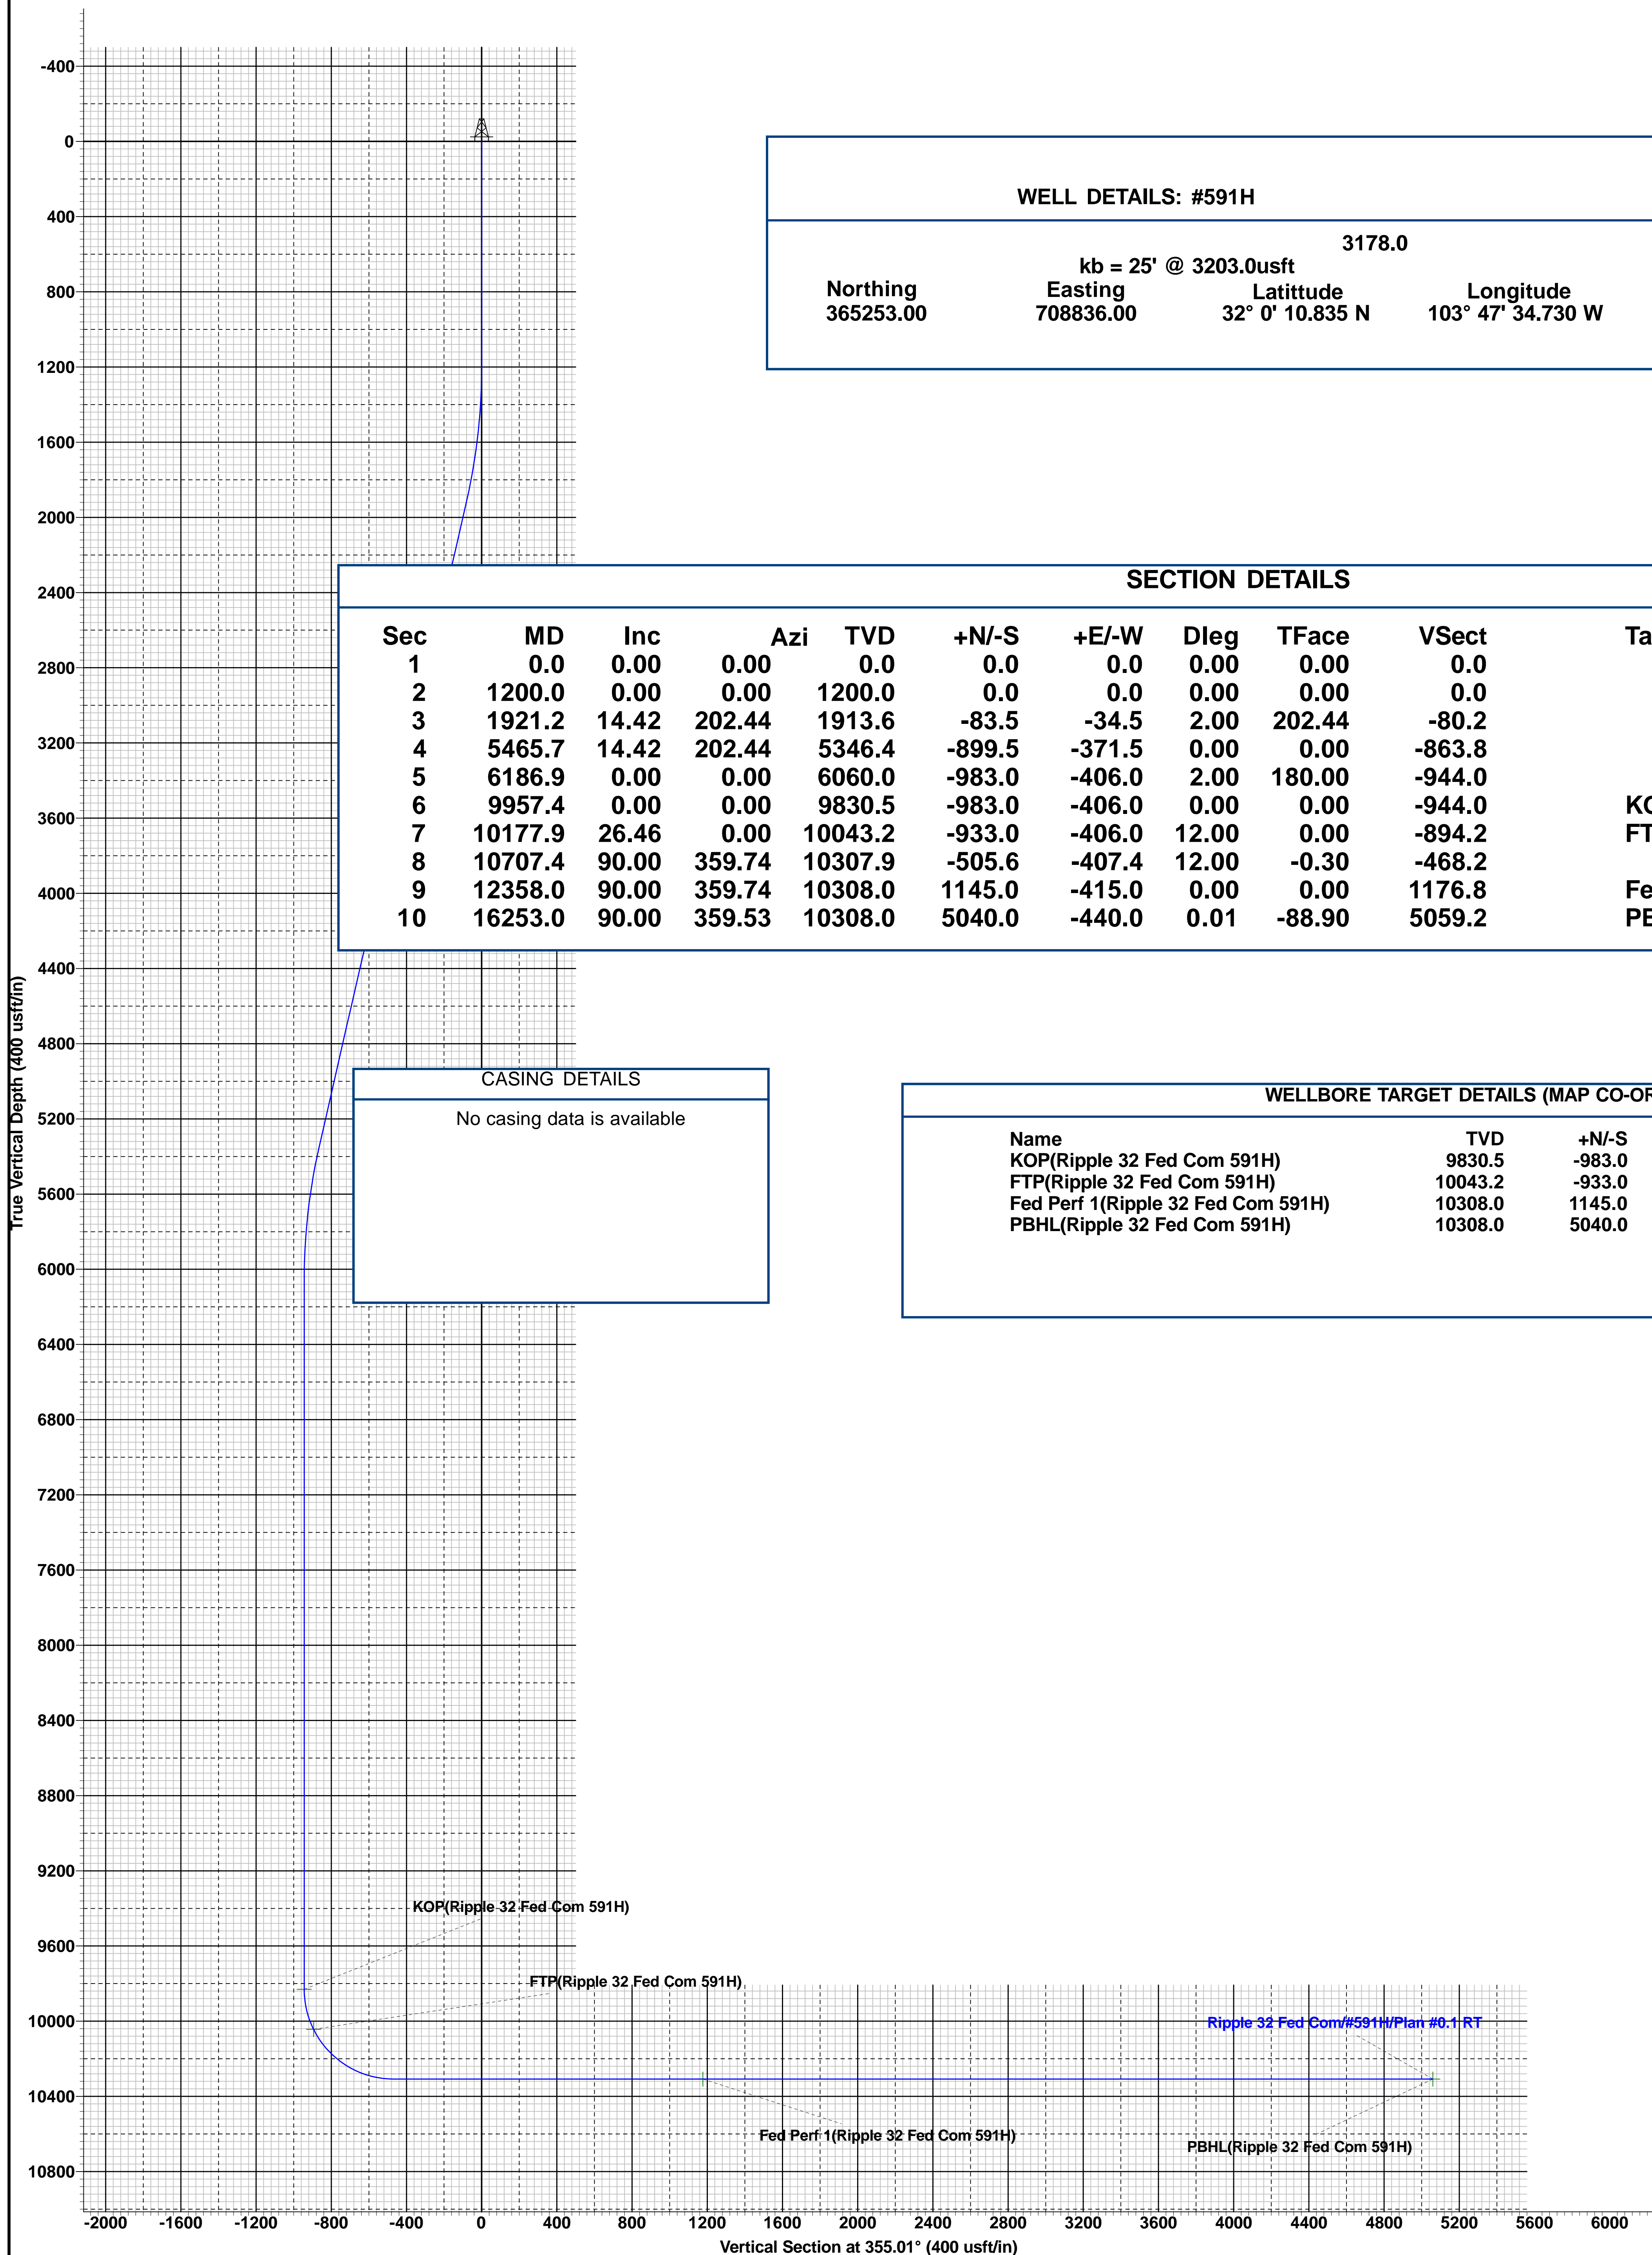 -400
0
400
800
1200
1600
2000
2400
2800
3200
3600
4000
4400
4800
5200
5600
6000
6400
6800
7200
7600
8000
8400
8800
9200
9600
10000
10400
10800
True Vertical Depth (400 usft/in)
WELL DETAILS: #591H
3178.0
kb = 25' @ 3203.0usft
Northing Easting Latittude Longitude
365253.00 708836.00 32° 0' 10.835 N 103° 47' 34.730 W
SECTION DETAILS
Sec MD Inc Azi TVD +N/-S +E/-W Dleg TFace VSect Ta
1 0.0 0.00 0.00 0.0 0.0 0.0 0.00 0.00 0.0
2 1200.0 0.00 0.00 1200.0 0.0 0.0 0.00 0.00 0.0
3 1921.2 14.42 202.44 1913.6 -83.5 -34.5 2.00 202.44 -80.2
4 5465.7 14.42 202.44 5346.4 -899.5 -371.5 0.00 0.00 -863.8
5 6186.9 0.00 0.00 6060.0 -983.0 -406.0 2.00 180.00 -944.0
6 9957.4 0.00 0.00 9830.5 -983.0 -406.0 0.00 0.00 -944.0 KO
7 10177.9 26.46 0.00 10043.2 -933.0 -406.0 12.00 0.00 -894.2 FT
8 10707.4 90.00 359.74 10307.9 -505.6 -407.4 12.00 -0.30 -468.2
9 12358.0 90.00 359.74 10308.0 1145.0 -415.0 0.00 0.00 1176.8 Fe
10 16253.0 90.00 359.53 10308.0 5040.0 -440.0 0.01 -88.90 5059.2 PB
CASING DETAILS
No casing data is available
WELLBORE TARGET DETAILS (MAP CO-OR
Name TVD +N/-S
KOP(Ripple 32 Fed Com 591H) 9830.5 -983.0
FTP(Ripple 32 Fed Com 591H) 10043.2 -933.0
Fed Perf 1(Ripple 32 Fed Com 591H) 10308.0 1145.0
PBHL(Ripple 32 Fed Com 591H) 10308.0 5040.0
KOP(Ripple 32 Fed Com 591H)
FTP(Ripple 32 Fed Com 591H)
Ripple 32 Fed Com/#591H/Plan #0.1 RT
Fed Perf 1(Ripple 32 Fed Com 591H)
PBHL(Ripple 32 Fed Com 591H)
-2000 -1600 -1200 -800 -400 0 400 800 1200 1600 2000 2400 2800 3200 3600 4000 4400 4800 5200 5600 6000
Vertical Section at 355.01° (400 usft/in)